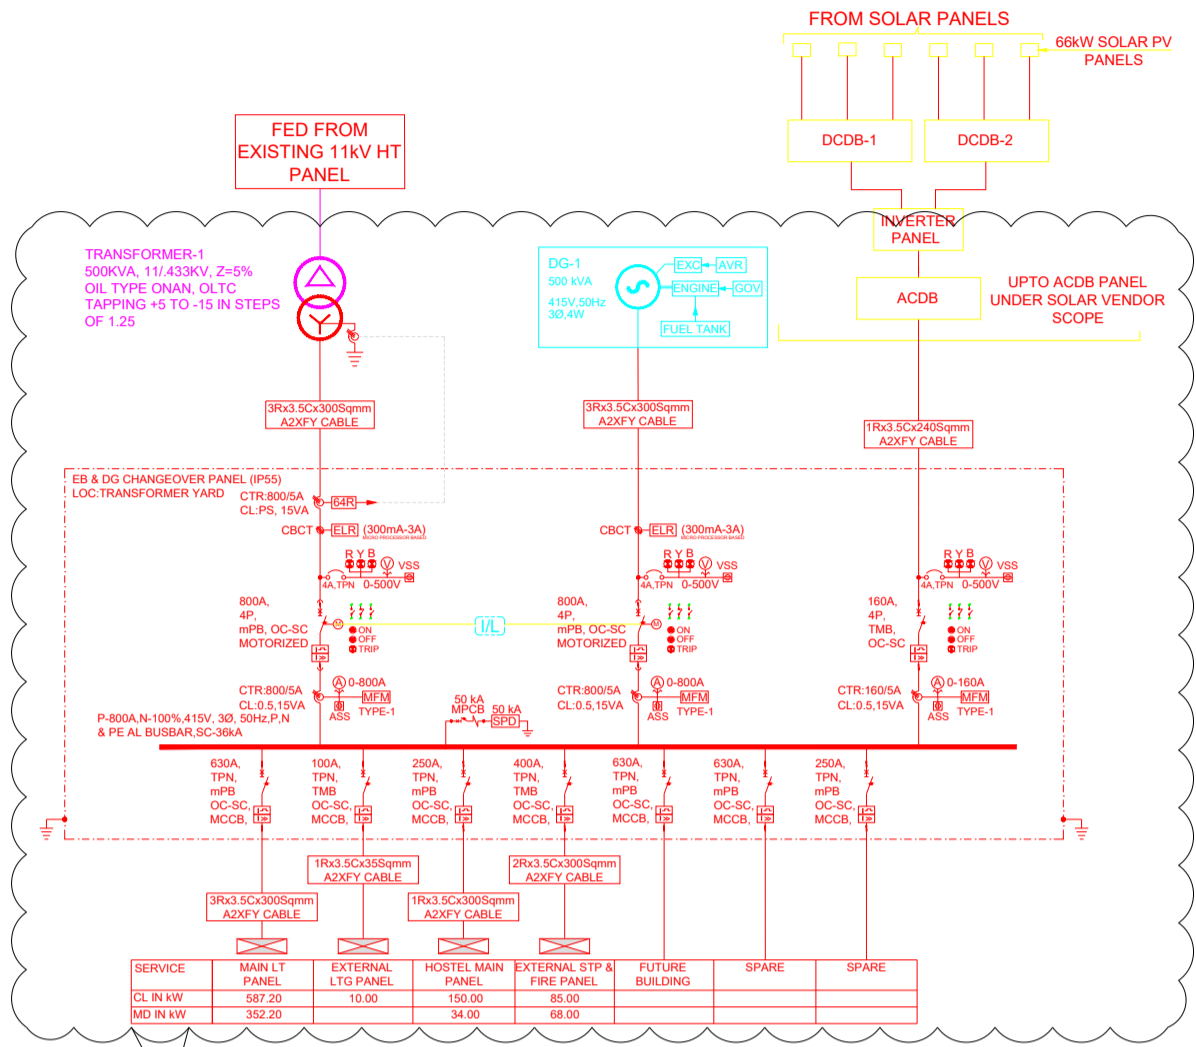 FROM SOLAR PANELS
66kW SOLAR PV
PANELS
DCDB-1
DCDB-2
FED FROM
EXISTING 11kV HT
PANEL
INVERTER
PANEL
ACDB
UPTO ACDB PANEL
UNDER SOLAR VENDOR
SCOPE
TRANSFORMER-1
500KVA, 11/.433KV, Z=5%
OIL TYPE ONAN, OLTC
TAPPING +5 TO -15 IN STEPS
OF 1.25
DG-1
500 kVA
415V,50Hz
3Ø,4W
EXC
AVR
ENGINE
GOV
FUEL TANK
3Rx3.5Cx300Sqmm
A2XFY CABLE
3Rx3.5Cx300Sqmm
A2XFY CABLE
1Rx3.5Cx240Sqmm
A2XFY CABLE
EB & DG CHANGEOVER PANEL (IP55)
LOC:TRANSFORMER YARD
CTR:800/5A
CL:PS, 15VA
64R
CBCT
ELR
(300mA-3A)
MICRO PROCESSOR BASED
CBCT
ELR
(300mA-3A)
MICRO PROCESSOR BASED
R Y B
V
VSS
4A,TPN
0-500V
R Y B
V
VSS
4A,TPN
0-500V
R Y B
V
VSS
4A,TPN
0-500V
800A,
4P,
mPB, OC-SC
MOTORIZED
M
ON
OFF
TRIP
I/L
800A,
4P,
mPB, OC-SC
MOTORIZED
M
ON
OFF
TRIP
160A,
4P,
TMB,
OC-SC
ON
OFF
TRIP
CTR:800/5A
CL:0.5,15VA
A
0-800A
MFM
ASS
TYPE-1
CTR:800/5A
CL:0.5,15VA
A
0-800A
MFM
ASS
TYPE-1
CTR:160/5A
CL:0.5,15VA
A
0-160A
MFM
ASS
TYPE-1
50 kA
MPCB
50 kA
SPD
P-800A,N-100%,415V, 3Ø, 50Hz,P,N
& PE AL BUSBAR,SC-36kA
630A,
TPN,
mPB
OC-SC,
MCCB,
100A,
TPN,
TMB
OC-SC,
MCCB,
250A,
TPN,
mPB
OC-SC,
MCCB,
400A,
TPN,
TMB
OC-SC,
MCCB,
630A,
TPN,
mPB
OC-SC,
MCCB,
630A,
TPN,
mPB
OC-SC,
MCCB,
250A,
TPN,
mPB
OC-SC,
MCCB,
3Rx3.5Cx300Sqmm
A2XFY CABLE
1Rx3.5Cx35Sqmm
A2XFY CABLE
1Rx3.5Cx300Sqmm
A2XFY CABLE
2Rx3.5Cx300Sqmm
A2XFY CABLE
SERVICE
MAIN LT
PANEL
EXTERNAL
LTG PANEL
HOSTEL MAIN
PANEL
EXTERNAL STP &
FIRE PANEL
FUTURE
BUILDING
SPARE
SPARE
CL IN kW 587.20 10.00 150.00 85.00
MD IN kW 352.20 34.00 68.00